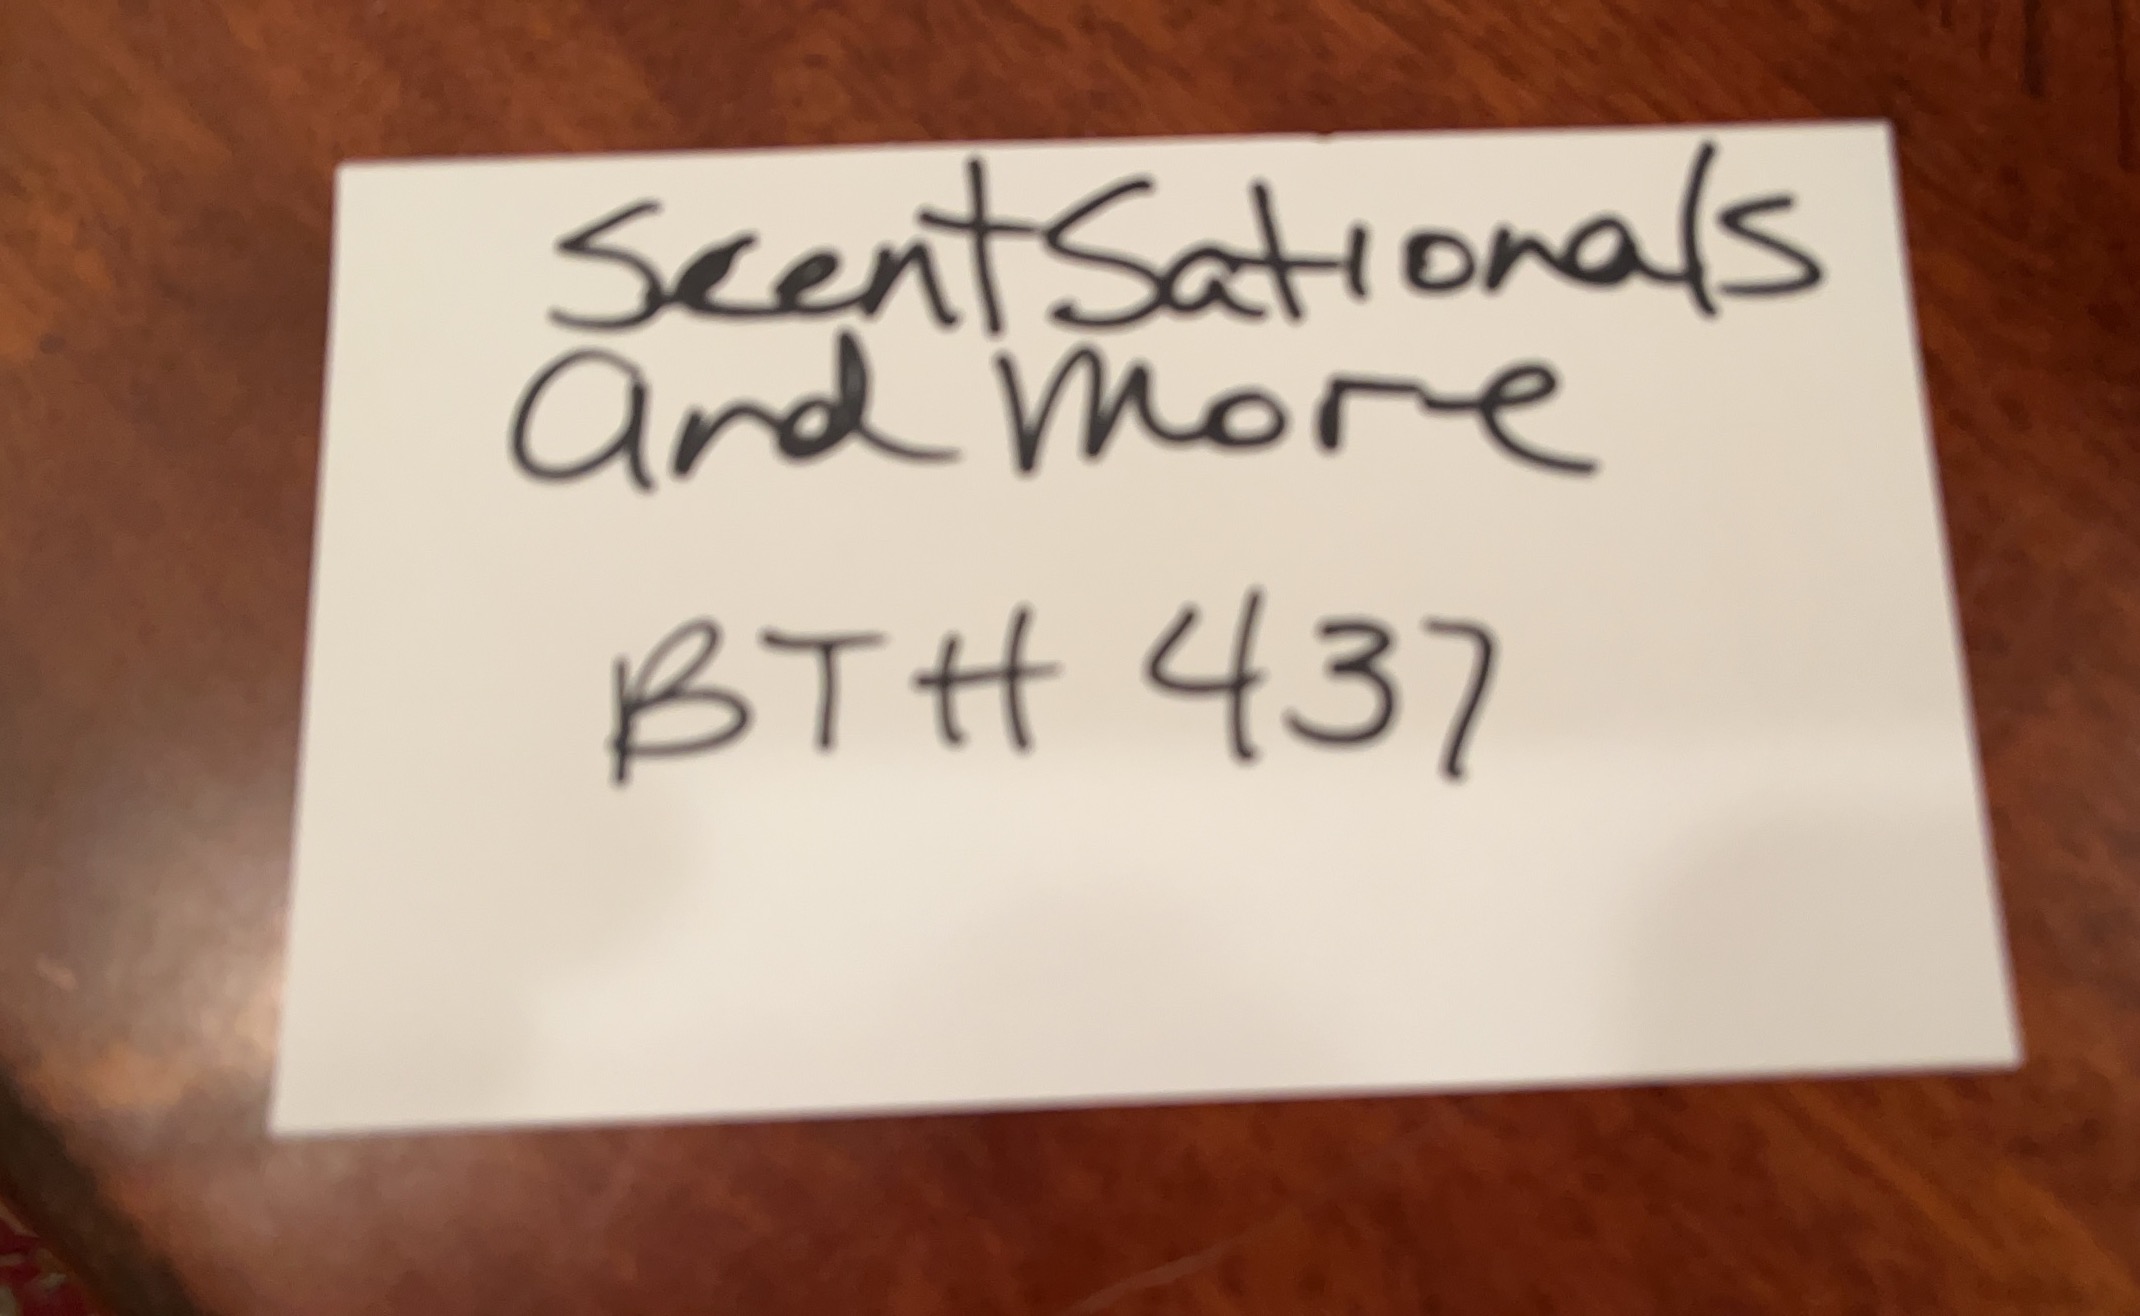 ScentSationals
and more
BTH 437